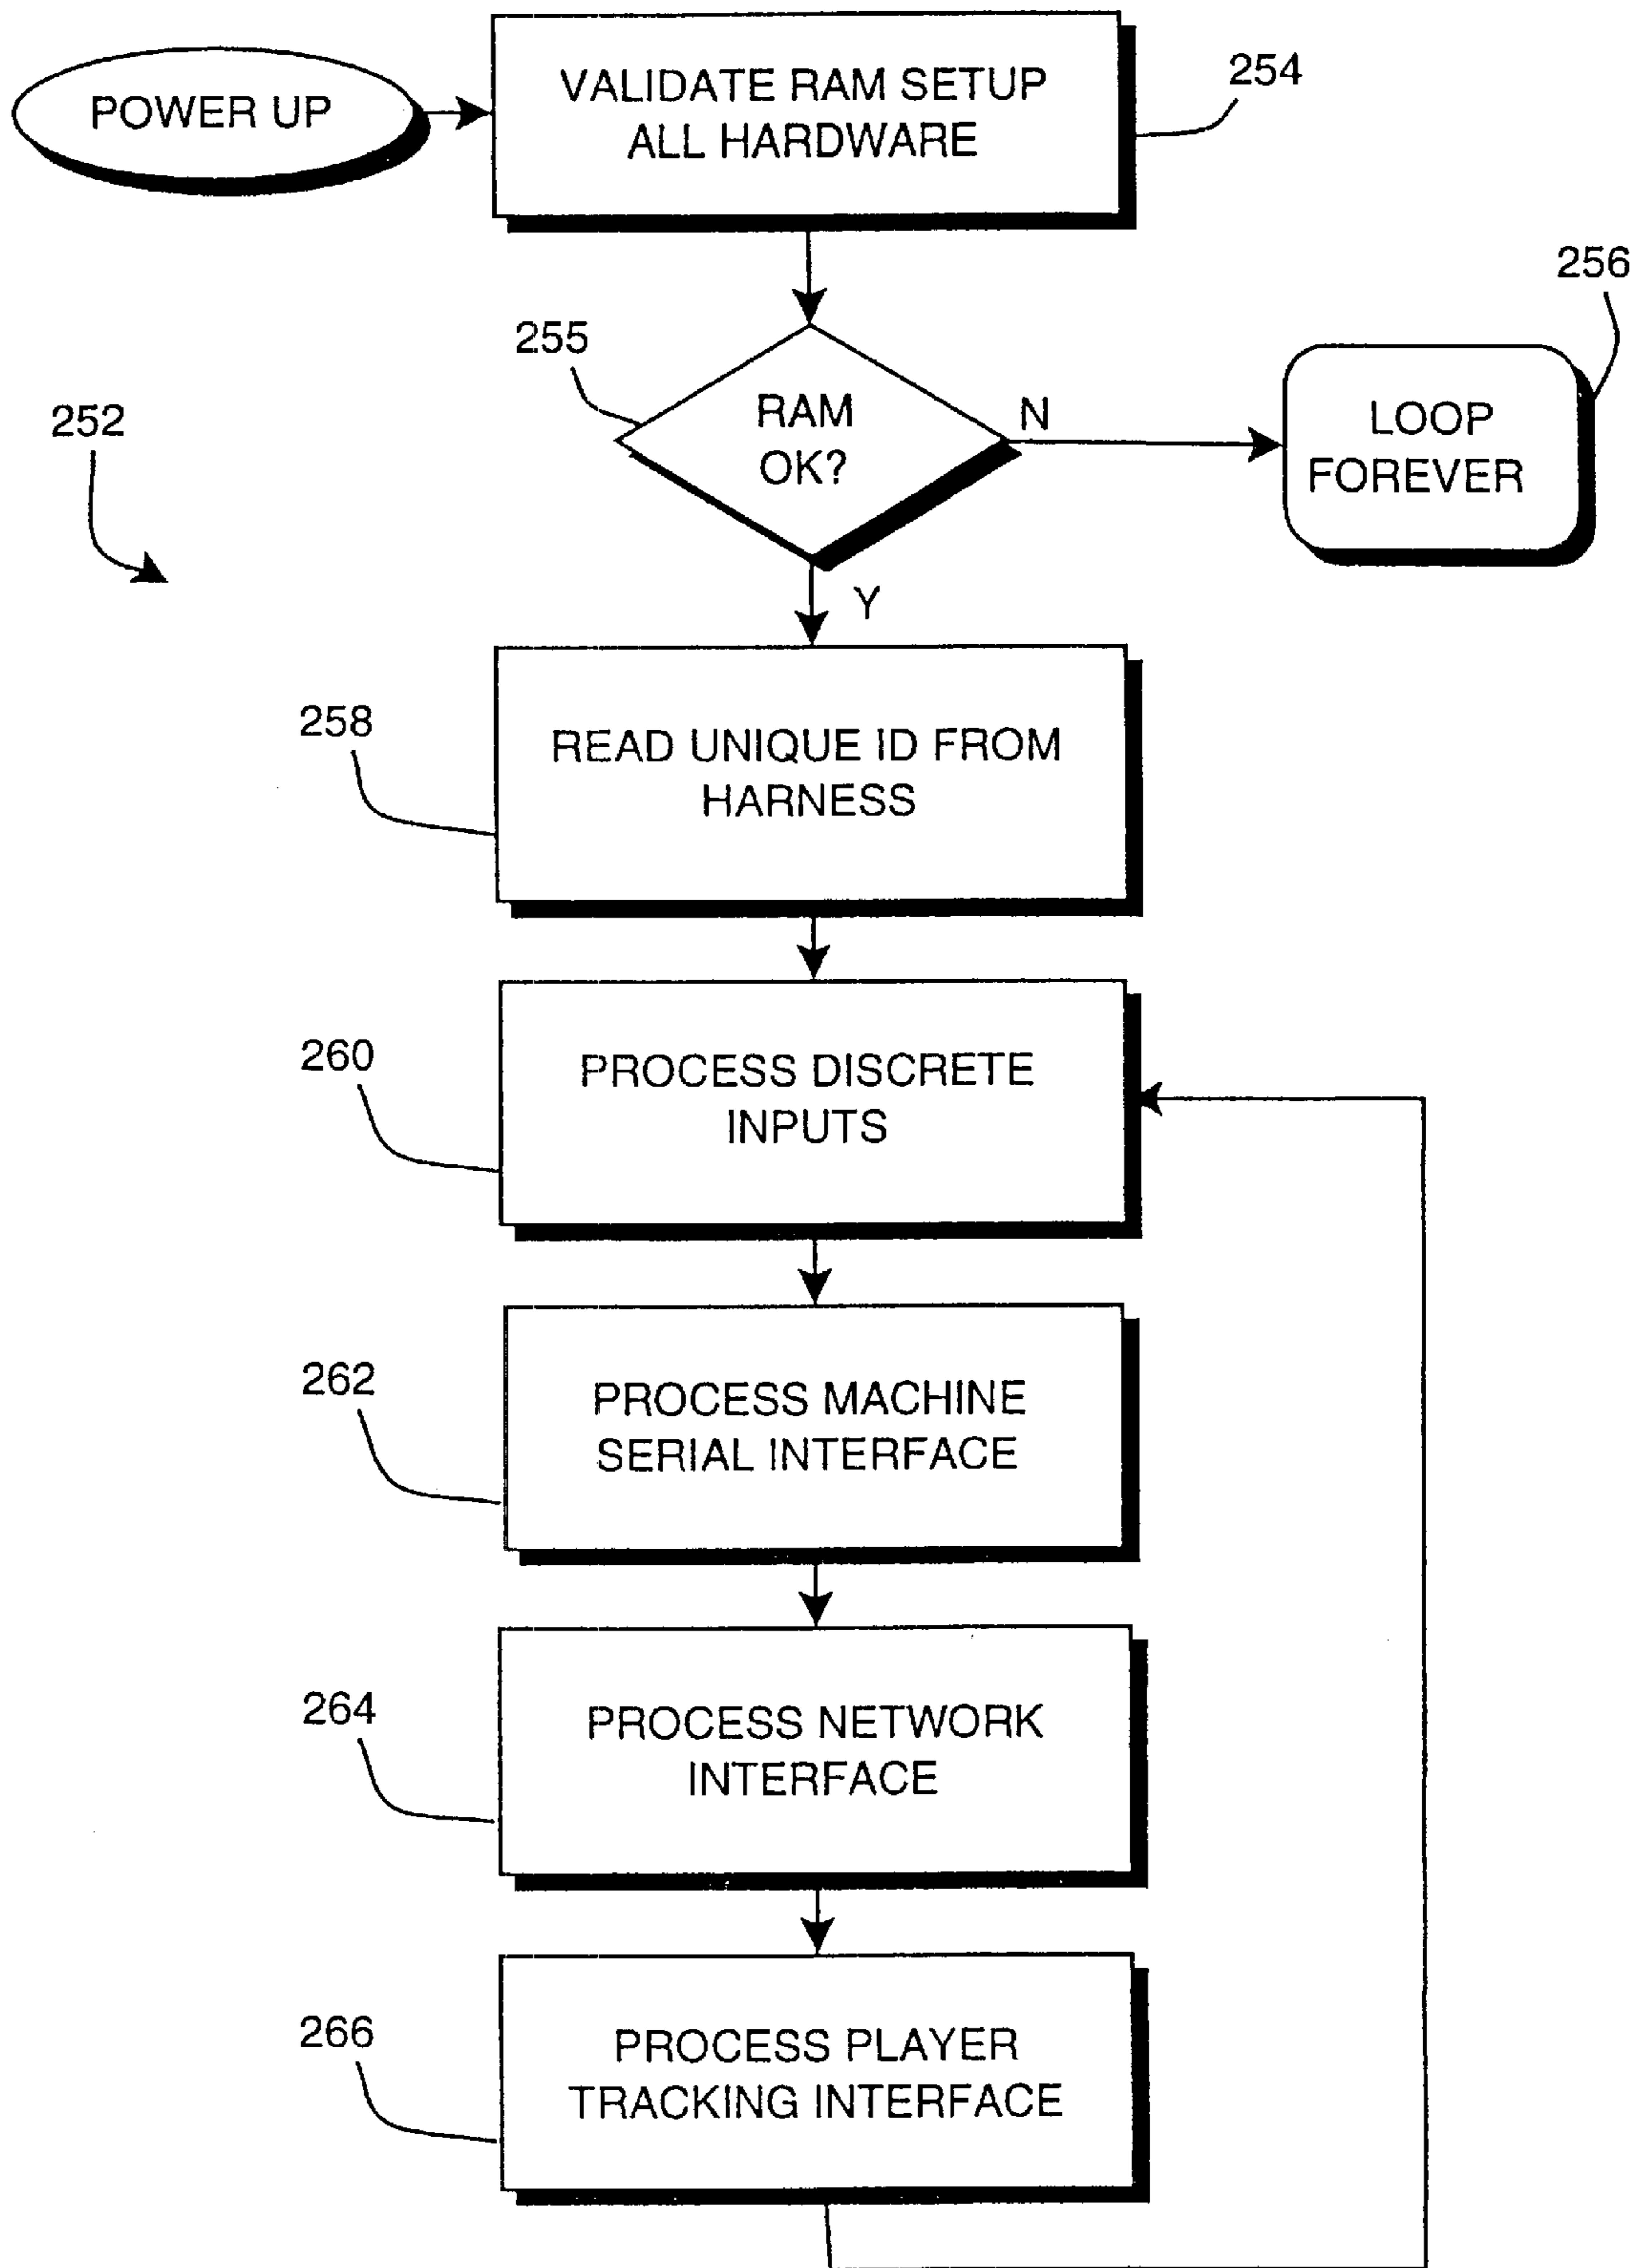 POWER UP
VALIDATE RAM SETUP
ALL HARDWARE
254
255
RAM
OK?
N
256
LOOP
FOREVER
252
Y
258
READ UNIQUE ID FROM
HARNESS
260
PROCESS DISCRETE
INPUTS
262
PROCESS MACHINE
SERIAL INTERFACE
264
PROCESS NETWORK
INTERFACE
266
PROCESS PLAYER
TRACKING INTERFACE